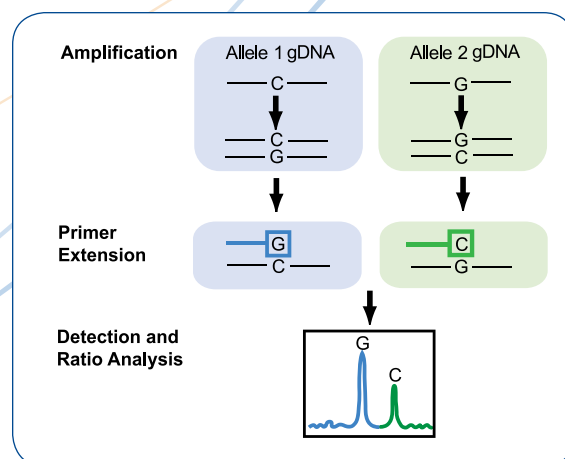 Amplification
Allele 1 gDNA
Allele 2 gDNA
C
G
C
G
G
C
Primer
Extension
G
C
C
G
Detection and
Ratio Analysis
G
C